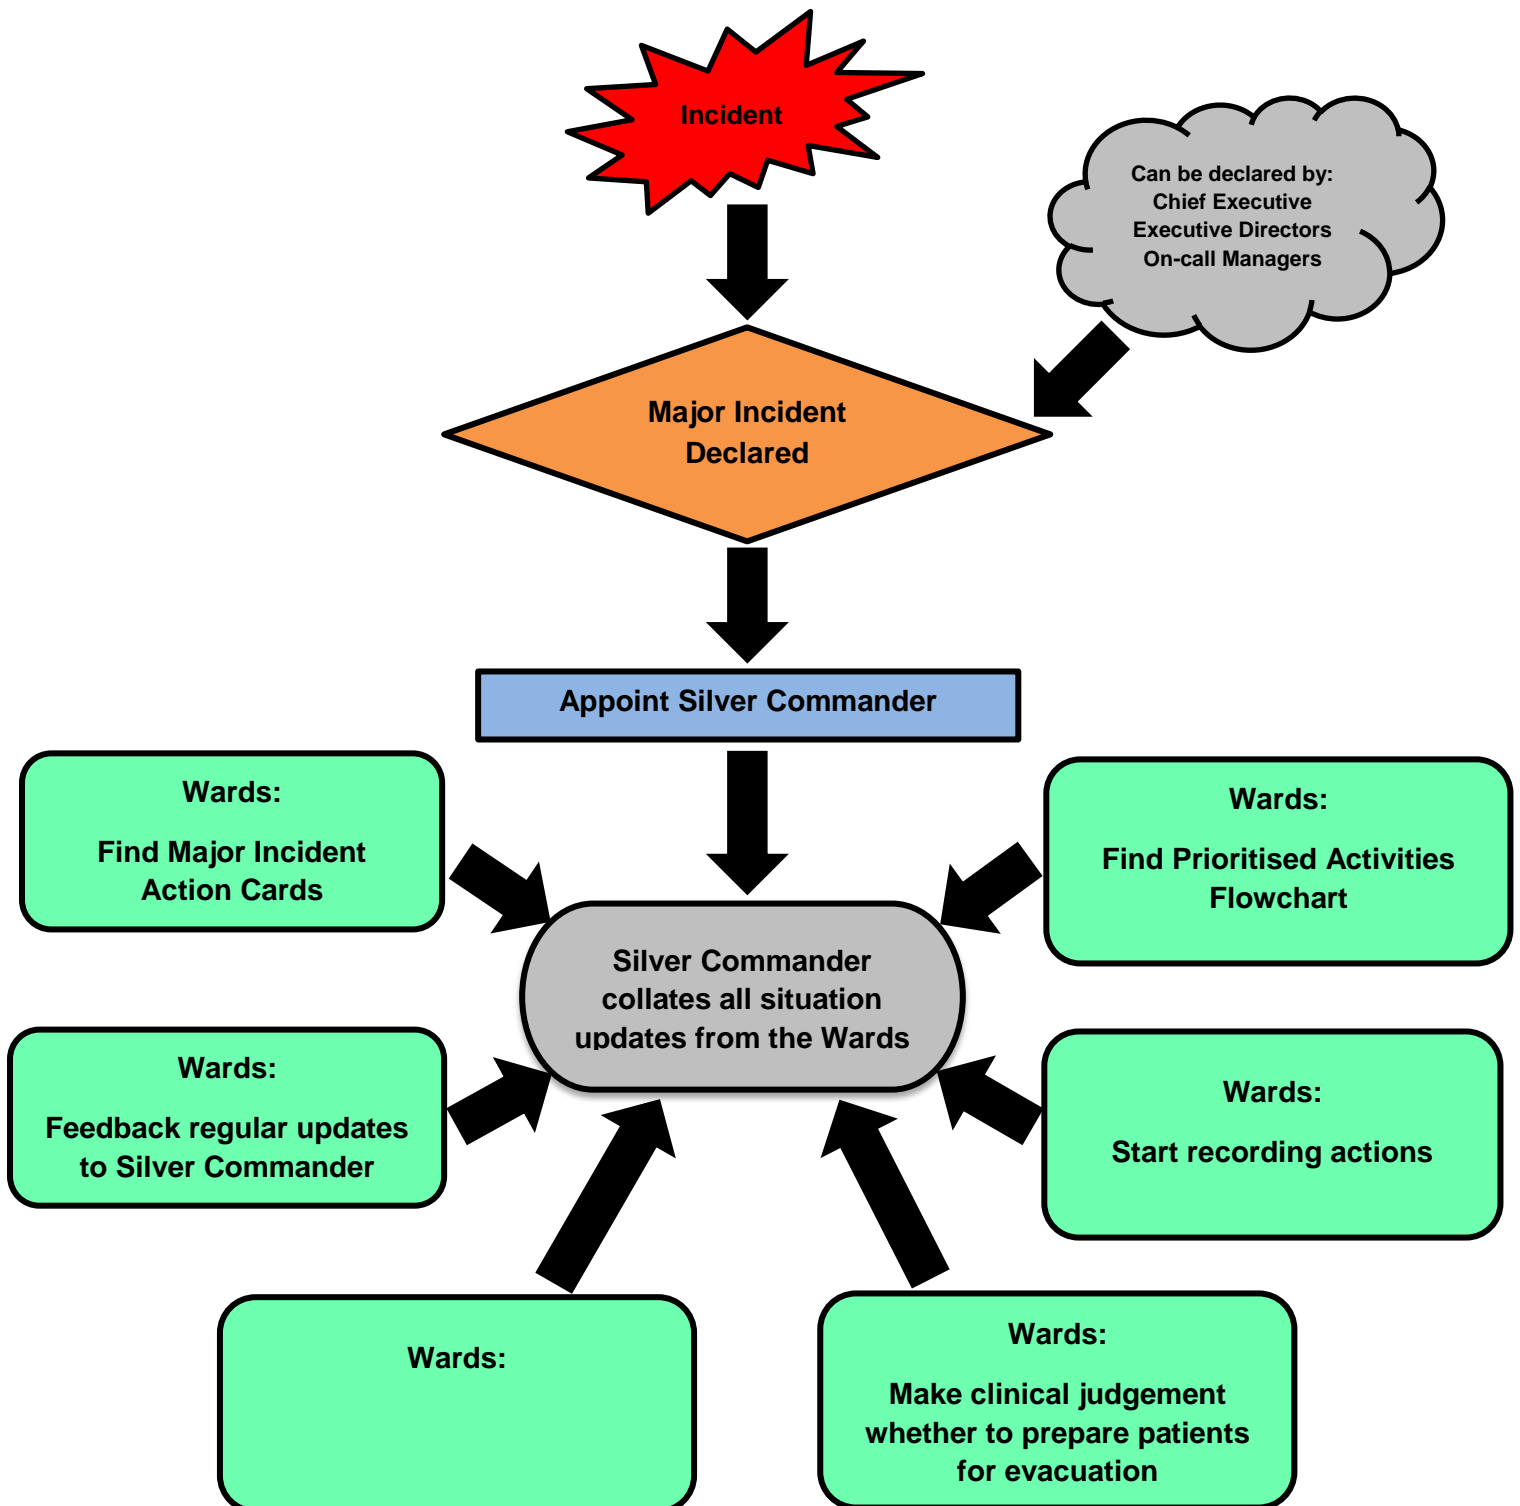 Incident
Can be declared by:
Chief Executive
Executive Directors
On-call Managers
Major Incident
Declared
Appoint Silver Commander
Wards:
Find Major Incident
Action Cards
Wards:
Find Prioritised Activities
Flowchart
Silver Commander
collates all situation
updates from the Wards
Wards:
Feedback regular updates
to Silver Commander
Wards:
Start recording actions
Wards:
Wards:
Make clinical judgement
whether to prepare patients
for evacuation